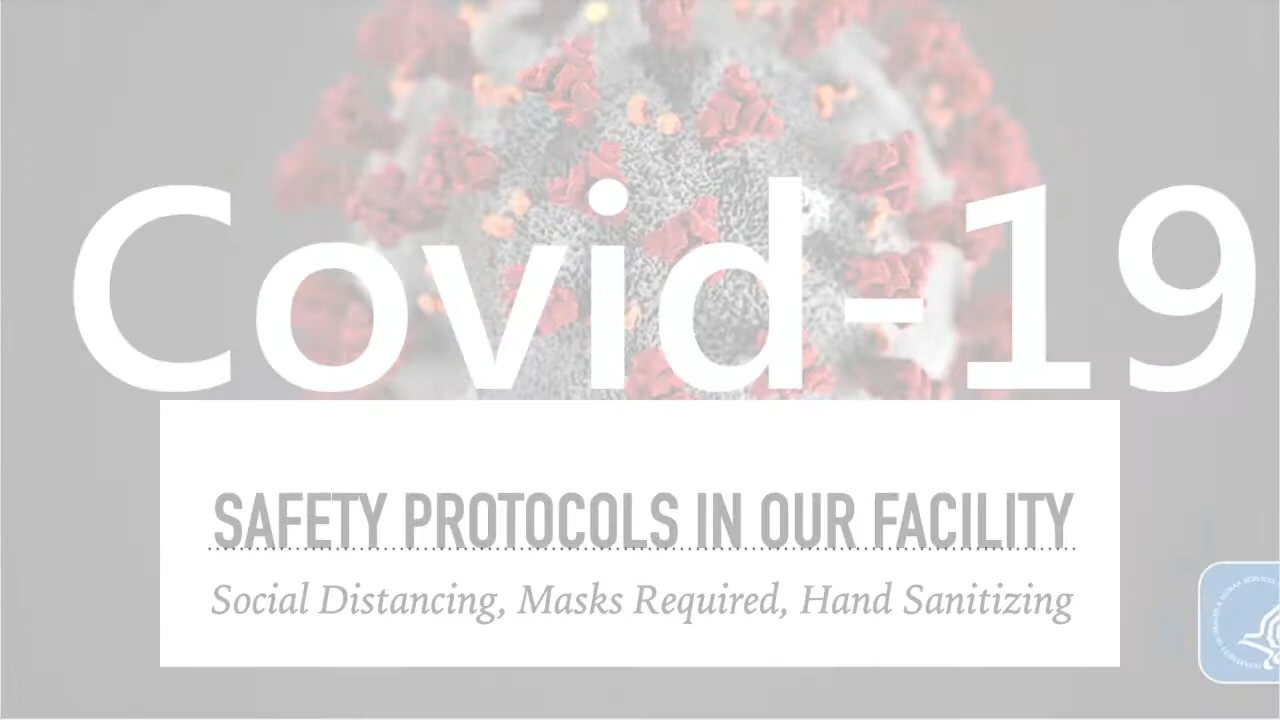 Covid-19
SAFETY PROTOCOLS IN OUR FACILITY
Social Distancing, Masks Required, Hand Sanitizing